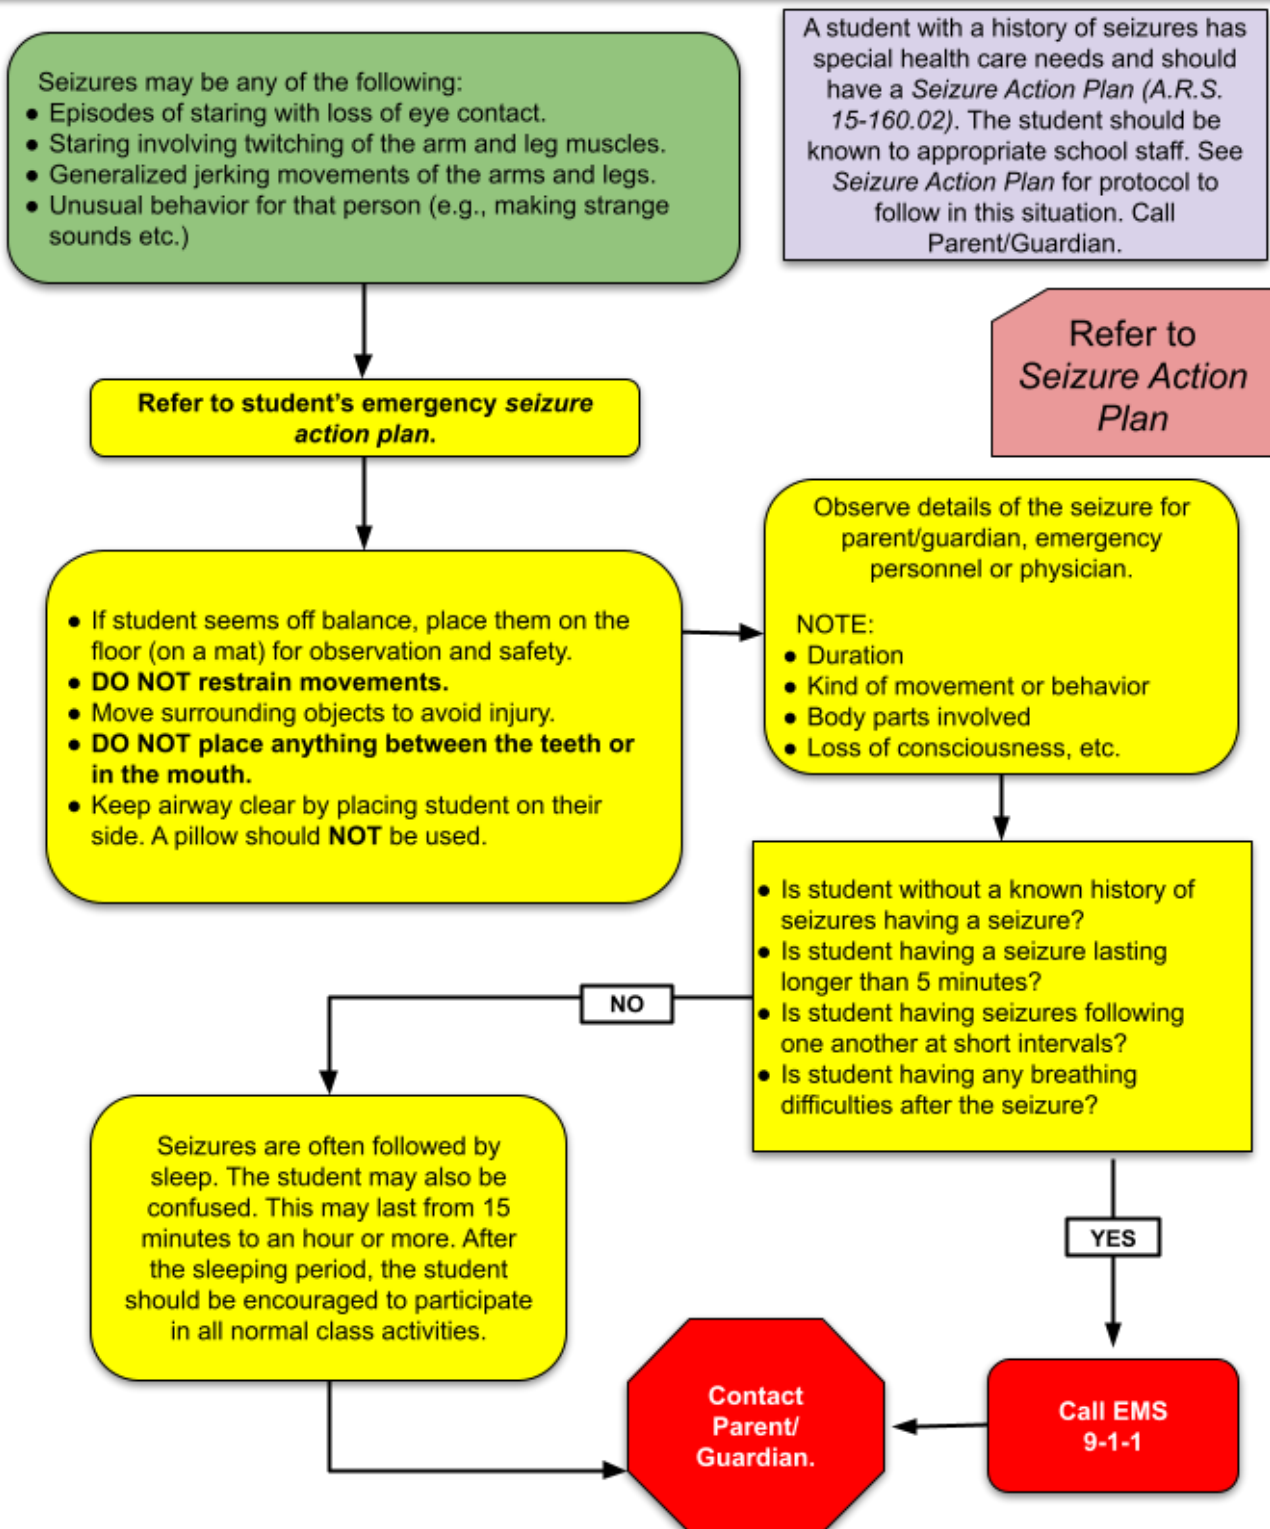 Seizures may be any of the following:
● Episodes of staring with loss of eye contact.
● Staring involving twitching of the arm and leg muscles.
● Generalized jerking movements of the arms and legs.
● Unusual behavior for that person (e.g., making strange
sounds etc.)
A student with a history of seizures has
special health care needs and should
have a Seizure Action Plan (A.R.S.
15-160.02). The student should be
known to appropriate school staff. See
Seizure Action Plan for protocol to
follow in this situation. Call
Parent/Guardian.
Refer to
Seizure Action
Plan
Refer to student’s emergency seizure
action plan.
● If student seems off balance, place them on the
floor (on a mat) for observation and safety.
● DO NOT restrain movements.
● Move surrounding objects to avoid injury.
● DO NOT place anything between the teeth or
in the mouth.
● Keep airway clear by placing student on their
side. A pillow should NOT be used.
Observe details of the seizure for
parent/guardian, emergency
personnel or physician.
NOTE:
● Duration
● Kind of movement or behavior
● Body parts involved
● Loss of consciousness, etc.
● Is student without a known history of
seizures having a seizure?
● Is student having a seizure lasting
longer than 5 minutes?
● Is student having seizures following
one another at short intervals?
● Is student having any breathing
difficulties after the seizure?
NO
Seizures are often followed by
sleep. The student may also be
confused. This may last from 15
minutes to an hour or more. After
the sleeping period, the student
should be encouraged to participate
in all normal class activities.
YES
Call EMS
9-1-1
Contact
Parent/
Guardian.